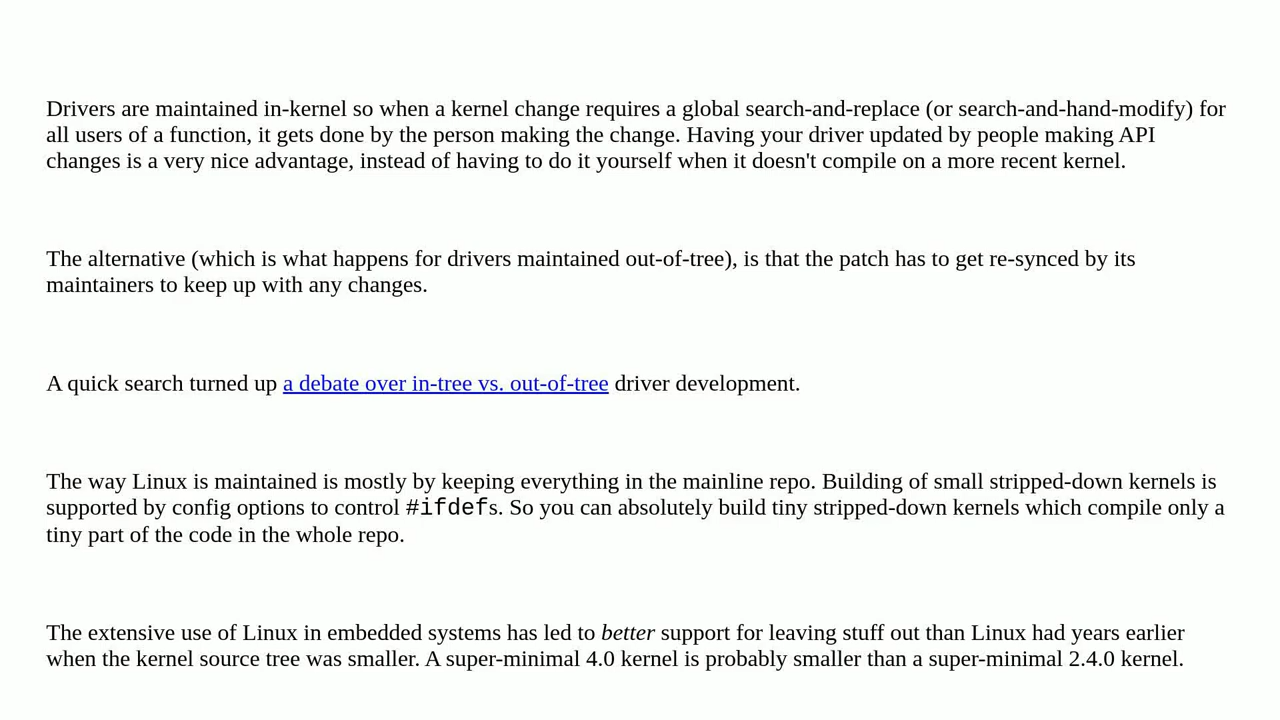 Drivers are maintained in-kernel so when a kernel change requires a global search-and-replace (or search-and-hand-modify) for
all users of a function, it gets done by the person making the change. Having your driver updated by people making API
changes is a very nice advantage, instead of having to do it yourself when it doesn't compile on a more recent kernel.
The alternative (which is what happens for drivers maintained out-of-tree), is that the patch has to get re-synced by its
maintainers to keep up with any changes.
A quick search turned up a debate over in-tree vs. out-of-tree driver development.
The way Linux is maintained is mostly by keeping everything in the mainline repo. Building of small stripped-down kernels is
supported by config options to control #ifdefs. So you can absolutely build tiny stripped-down kernels which compile only a
tiny part of the code in the whole repo.
The extensive use of Linux in embedded systems has led to better support for leaving stuff out than Linux had years earlier
when the kernel source tree was smaller. A super-minimal 4.0 kernel is probably smaller than a super-minimal 2.4.0 kernel.